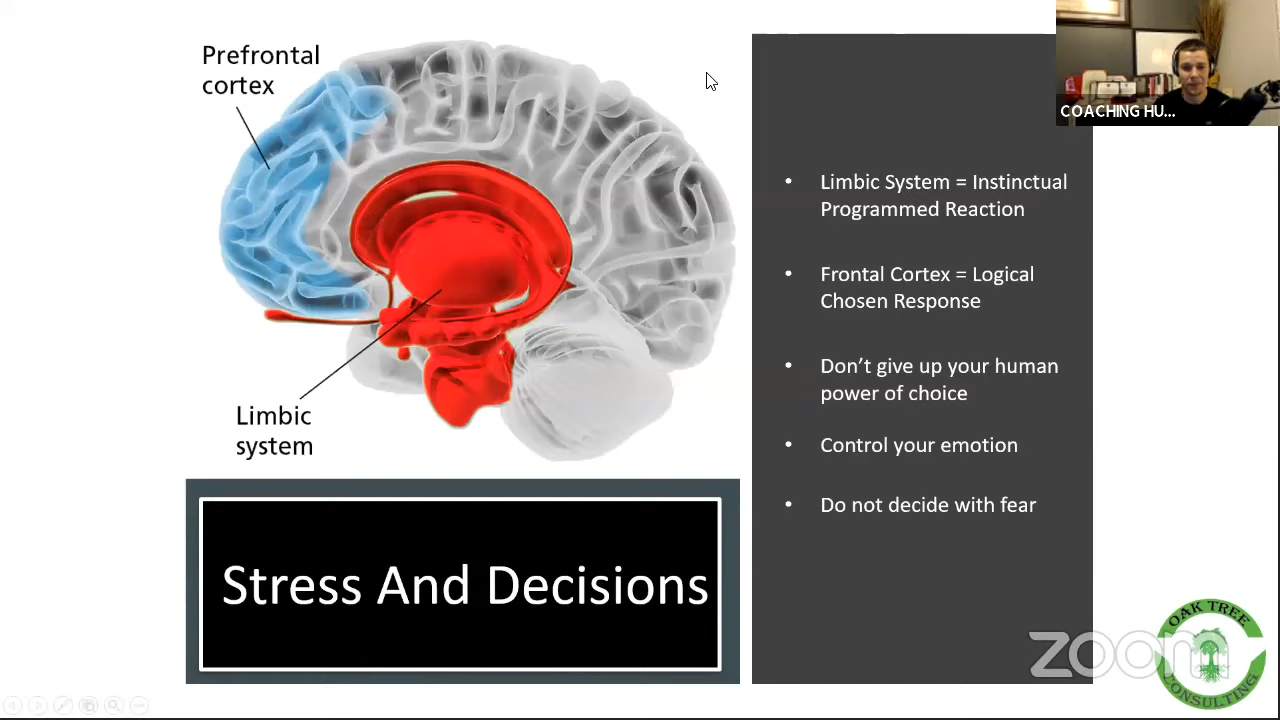 Prefrontal
cortex
COACHING HU...
• Limbic System = Instinctual
Programmed Reaction
• Frontal Cortex = Logical
Chosen Response
• Don’t give up your human
power of choice
• Control your emotion
• Do not decide with fear
Limbic
system
Stress And Decisions
zoom
OAK TREE
CONSULTING